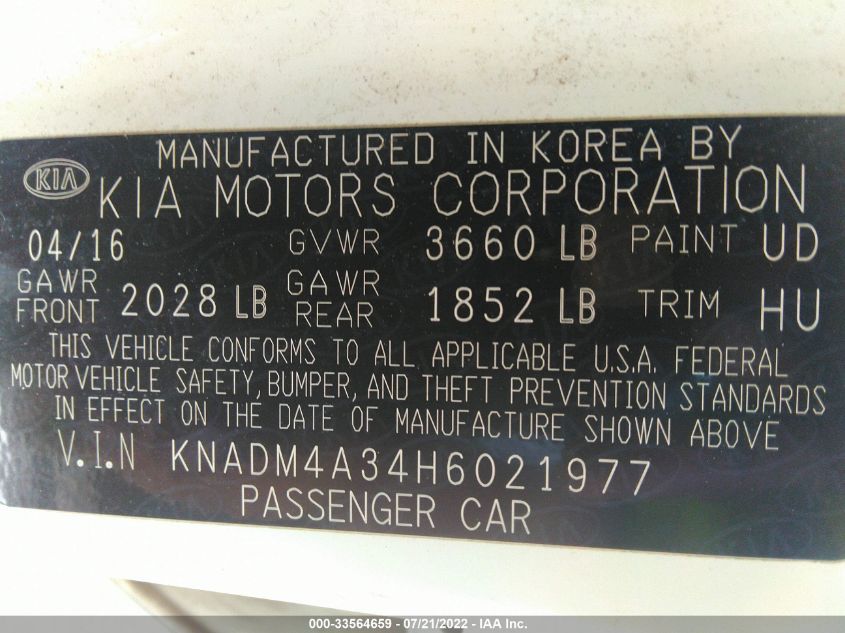 MANUFACTURED IN KOREA BY
KIA KIA MOTORS CORPORATION
04/16 GVWR 3660 LB PAINT UD
GAWR FRONT 2028 LB GAWR REAR 1852 LB TRIM HU
THIS VEHICLE CONFORMS TO ALL APPLICABLE U.S.A. FEDERAL
MOTOR VEHICLE SAFETY, BUMPER, AND THEFT PREVENTION STANDARDS
IN EFFECT ON THE DATE OF MANUFACTURE SHOWN ABOVE
V.I.N KNADM4A34H6021977
PASSENGER CAR
000-33564659 - 07/21/2022 - IAA Inc.